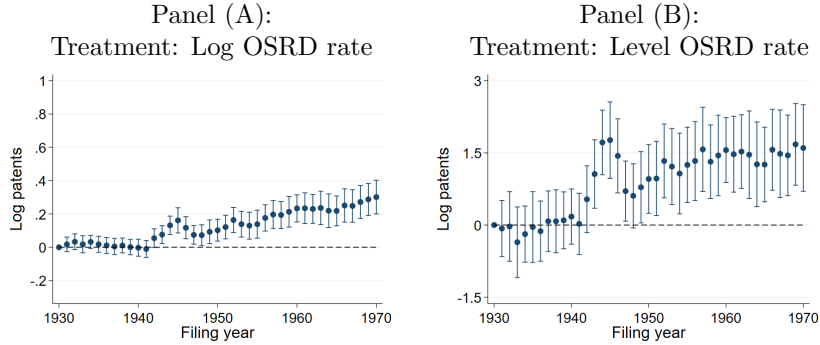 Panel (A):
Treatment: Log OSRD rate
1
.8
.6
.4
.2
0
-.2
Log patents
1930
1940
1950
1960
1970
Filing year
Panel (B):
Treatment: Level OSRD rate
3
1.5
0
-1.5
Log patents
1930
1940
1950
1960
1970
Filing year